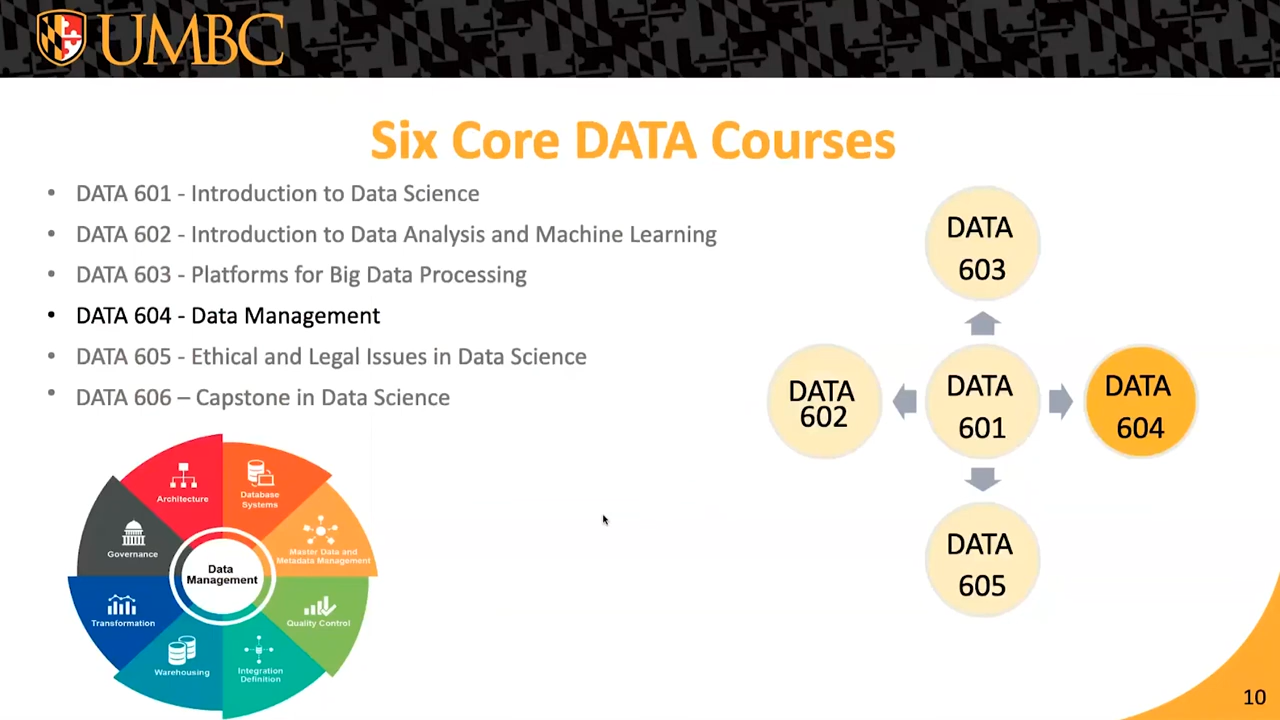 UMBC
Six Core DATA Courses
• DATA 601 - Introduction to Data Science
• DATA 602 - Introduction to Data Analysis and Machine Learning
• DATA 603 - Platforms for Big Data Processing
• DATA 604 - Data Management
• DATA 605 - Ethical and Legal Issues in Data Science
• DATA 606 – Capstone in Data Science
DATA
603
DATA
602
DATA
601
DATA
604
DATA
605
Architecture
Database
Systems
Master Data and
Metadata Management
Quality Control
Integration
Definition
Warehousing
Transformation
Governance
Data
Management
10